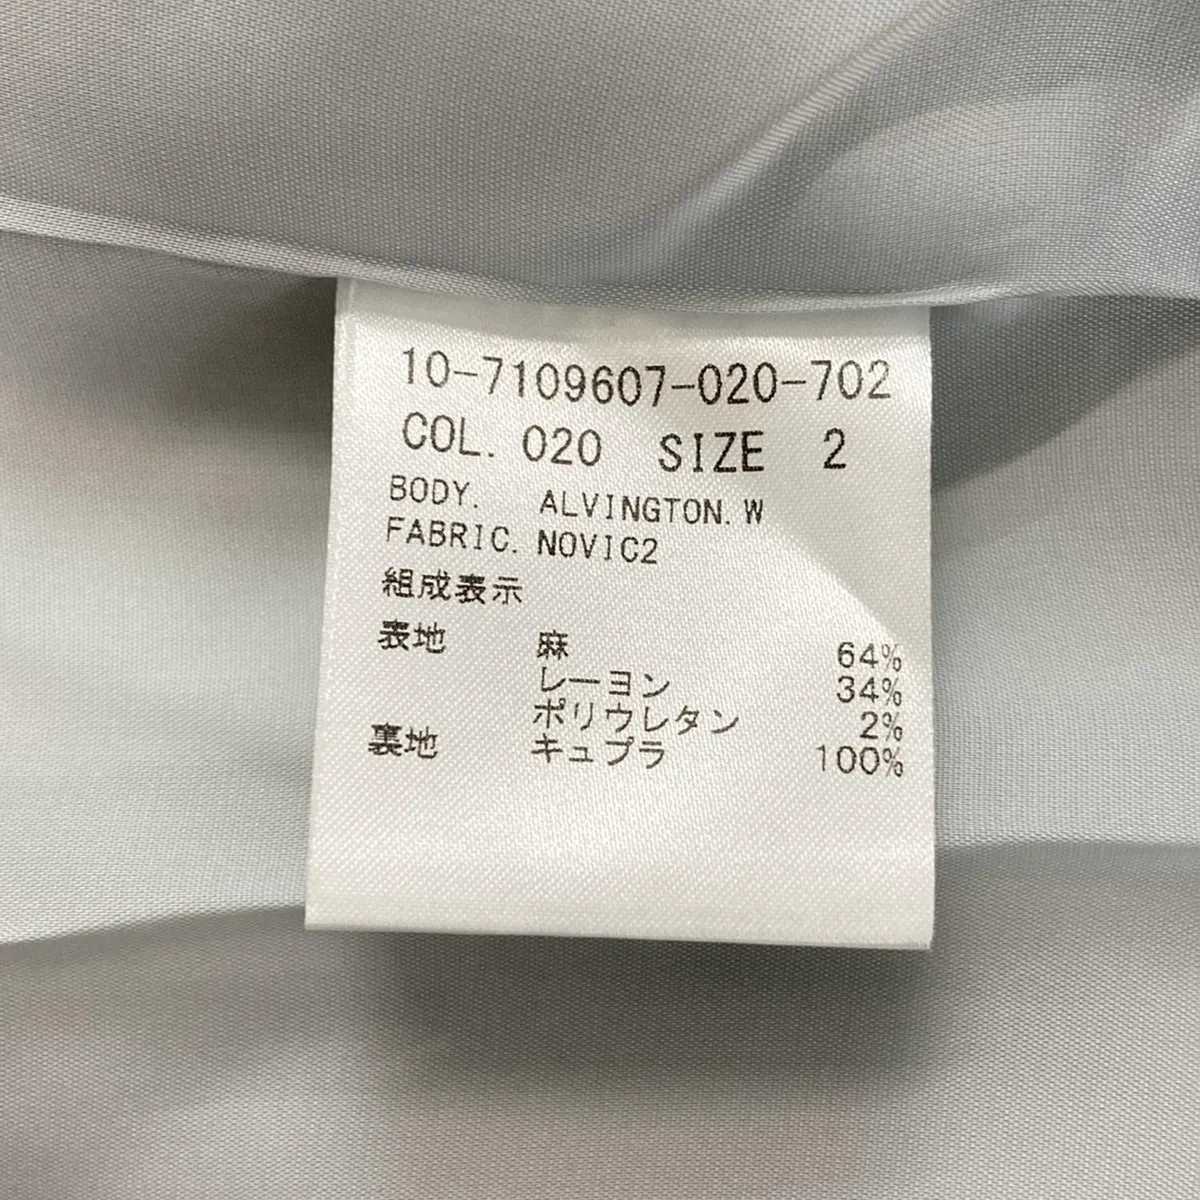 10-7109607-020-702
COL. 020 SIZE 2
BODY. ALVINGTON.W
FABRIC. NOVIC2
組成表示
表地 麻 64%
レーヨン 34%
ポリウレタン 2%
裏地 キュプラ 100%